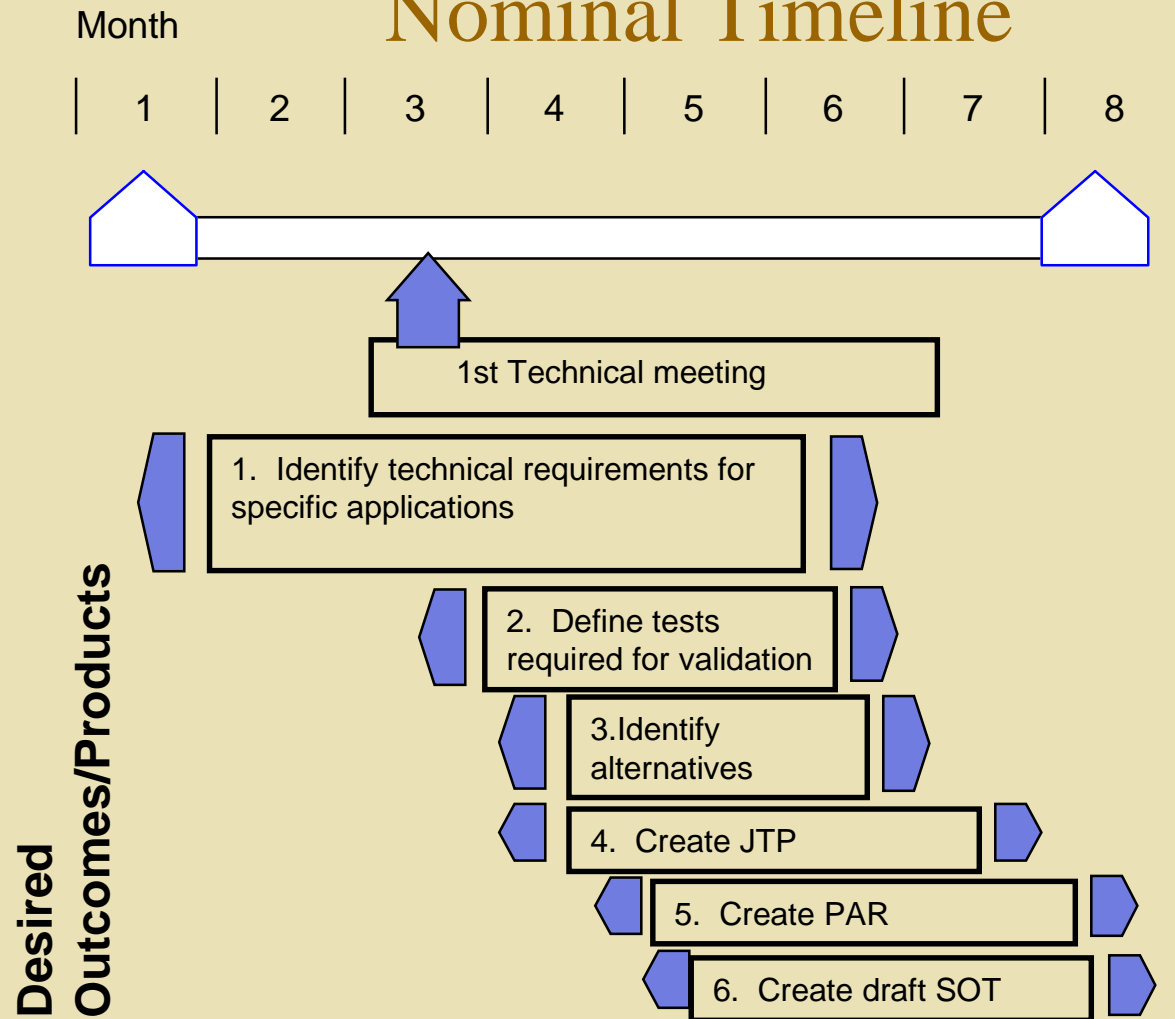 Nominal Timeline
Month
1 2 3 4 5 6 7 8
1st Technical meeting
1. Identify technical requirements for
specific applications
2. Define tests
required for validation
3.Identify
alternatives
4. Create JTP
5. Create PAR
6. Create draft SOT
Desired
Outcomes/Products